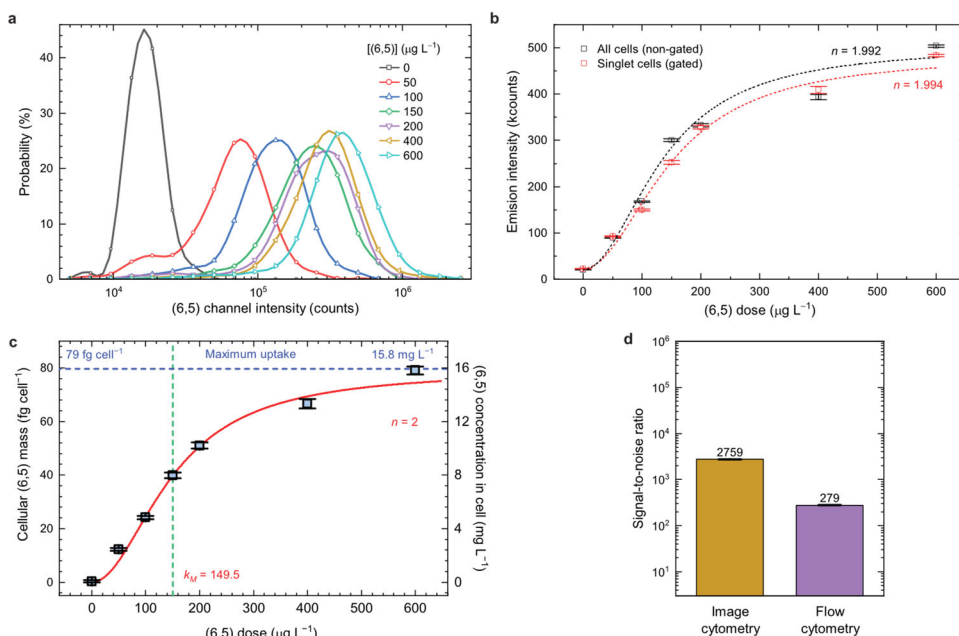 a
[(6,5)] (µg L⁻¹)
0
50
100
150
200
400
600
Probability (%)
40
30
20
10
0
10⁴
10⁵
10⁶
(6,5) channel intensity (counts)
b
All cells (non-gated)
Singlet cells (gated)
n = 1.992
n = 1.994
Emission intensity (kcounts)
500
400
300
200
100
0
0
100
200
300
400
500
600
(6,5) dose (µg L⁻¹)
c
79 fg cell⁻¹
Maximum uptake
15.8 mg L⁻¹
n = 2
kM = 149.5
Cellular (6,5) mass (fg cell⁻¹)
80
60
40
20
0
(6,5) concentration in cell (mg L⁻¹)
16
12
8
4
0
0
100
200
300
400
500
600
(6,5) dose (µg L⁻¹)
d
Signal-to-noise ratio
10⁶
10⁵
10⁴
10³
10²
10¹
2759
279
Image
cytometry
Flow
cytometry